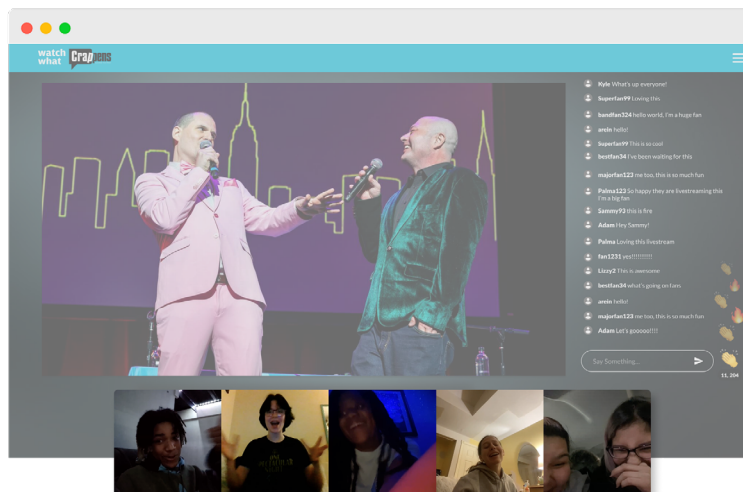 watch
what Crappens
Kyle What's up everyone!
Superfan99 Loving this
bandfan324 hello world, I'm a huge fan
amin hello!
Superfan99 This is so cool
bestfan34 I've been waiting for this
majorfan123 me too, this is so much fun
Palma123 So happy they are livestreaming this
I'm a big fan
Sammy93 this is fire
Adam Hey Sammy!
Palma Loving this livestream
fan1231 yes!!!!!!!!!!
Lizzy2 This is awesome
bestfan34 what's going on fans
amin hello!
majorfan123 me too, this is so much fun
Adam Let's gooooo!!!!
Say Something...
11, 204